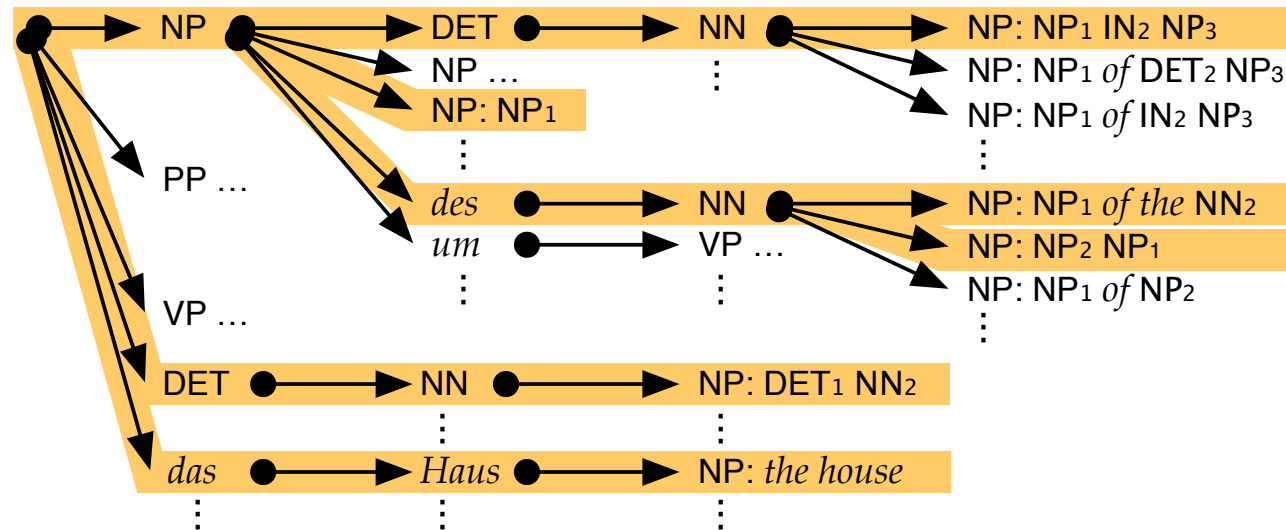 NP DET NN NP: NP₁ IN₂ NP₃
NP … ⋮ NP: NP₁ of DET₂ NP₃
NP: NP₁ NP: NP₁ of IN₂ NP₃
⋮ ⋮
PP …
des NN NP: NP₁ of the NN₂
um VP … NP: NP₂ NP₁
⋮ ⋮ NP: NP₁ of NP₂
VP … ⋮
DET NN NP: DET₁ NN₂
⋮ ⋮
das Haus NP: the house
⋮ ⋮ ⋮